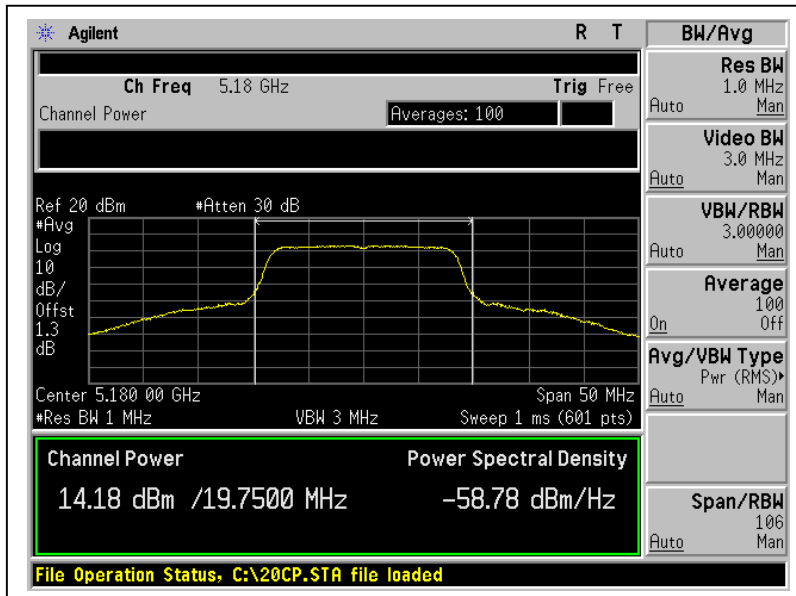 Agilent R T
Ch Freq 5.18 GHz Trig Free
Channel Power Averages: 100
Ref 20 dBm #Atten 30 dB
#Avg
Log
10
dB/
Offst
1.3
dB
Center 5.180 00 GHz Span 50 MHz
#Res BW 1 MHz VBW 3 MHz Sweep 1 ms (601 pts)
Channel Power Power Spectral Density
14.18 dBm /19.7500 MHz -58.78 dBm/Hz
File Operation Status, C:\20CP.STA file loaded
BW/Avg
Res BW
1.0 MHz
Auto Man
Video BW
3.0 MHz
Auto Man
VBW/RBW
3.00000
Auto Man
Average
100
On Off
Avg/VBW Type
Pwr (RMS)
Auto Man
Span/RBW
106
Auto Man